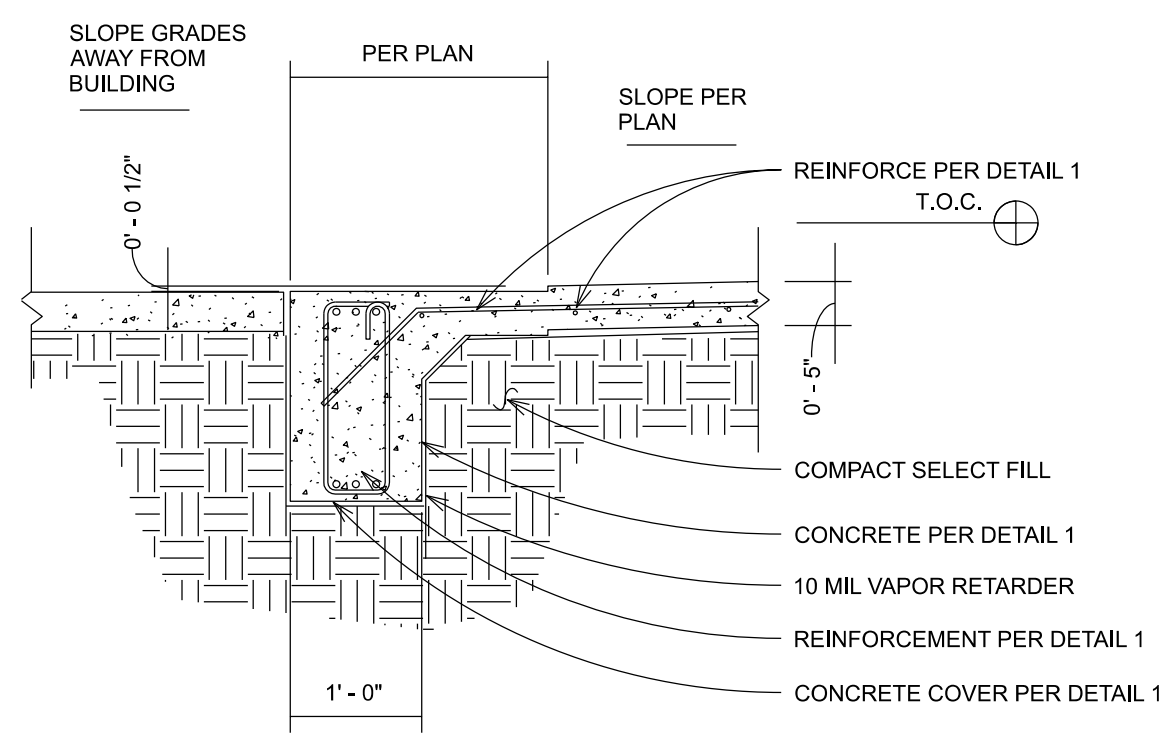 SLOPE GRADES
AWAY FROM
BUILDING
PER PLAN
SLOPE PER
PLAN
0' - 0 1/2"
REINFORCE PER DETAIL 1
T.O.C.
0' - 5"
COMPACT SELECT FILL
CONCRETE PER DETAIL 1
10 MIL VAPOR RETARDER
REINFORCEMENT PER DETAIL 1
CONCRETE COVER PER DETAIL 1
1' - 0"